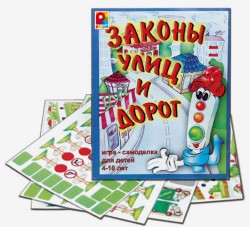 ЗАКОНЫ
УЛИЦ
И
ДОРОГ
игра - самоделка
для детей
4-10 лет